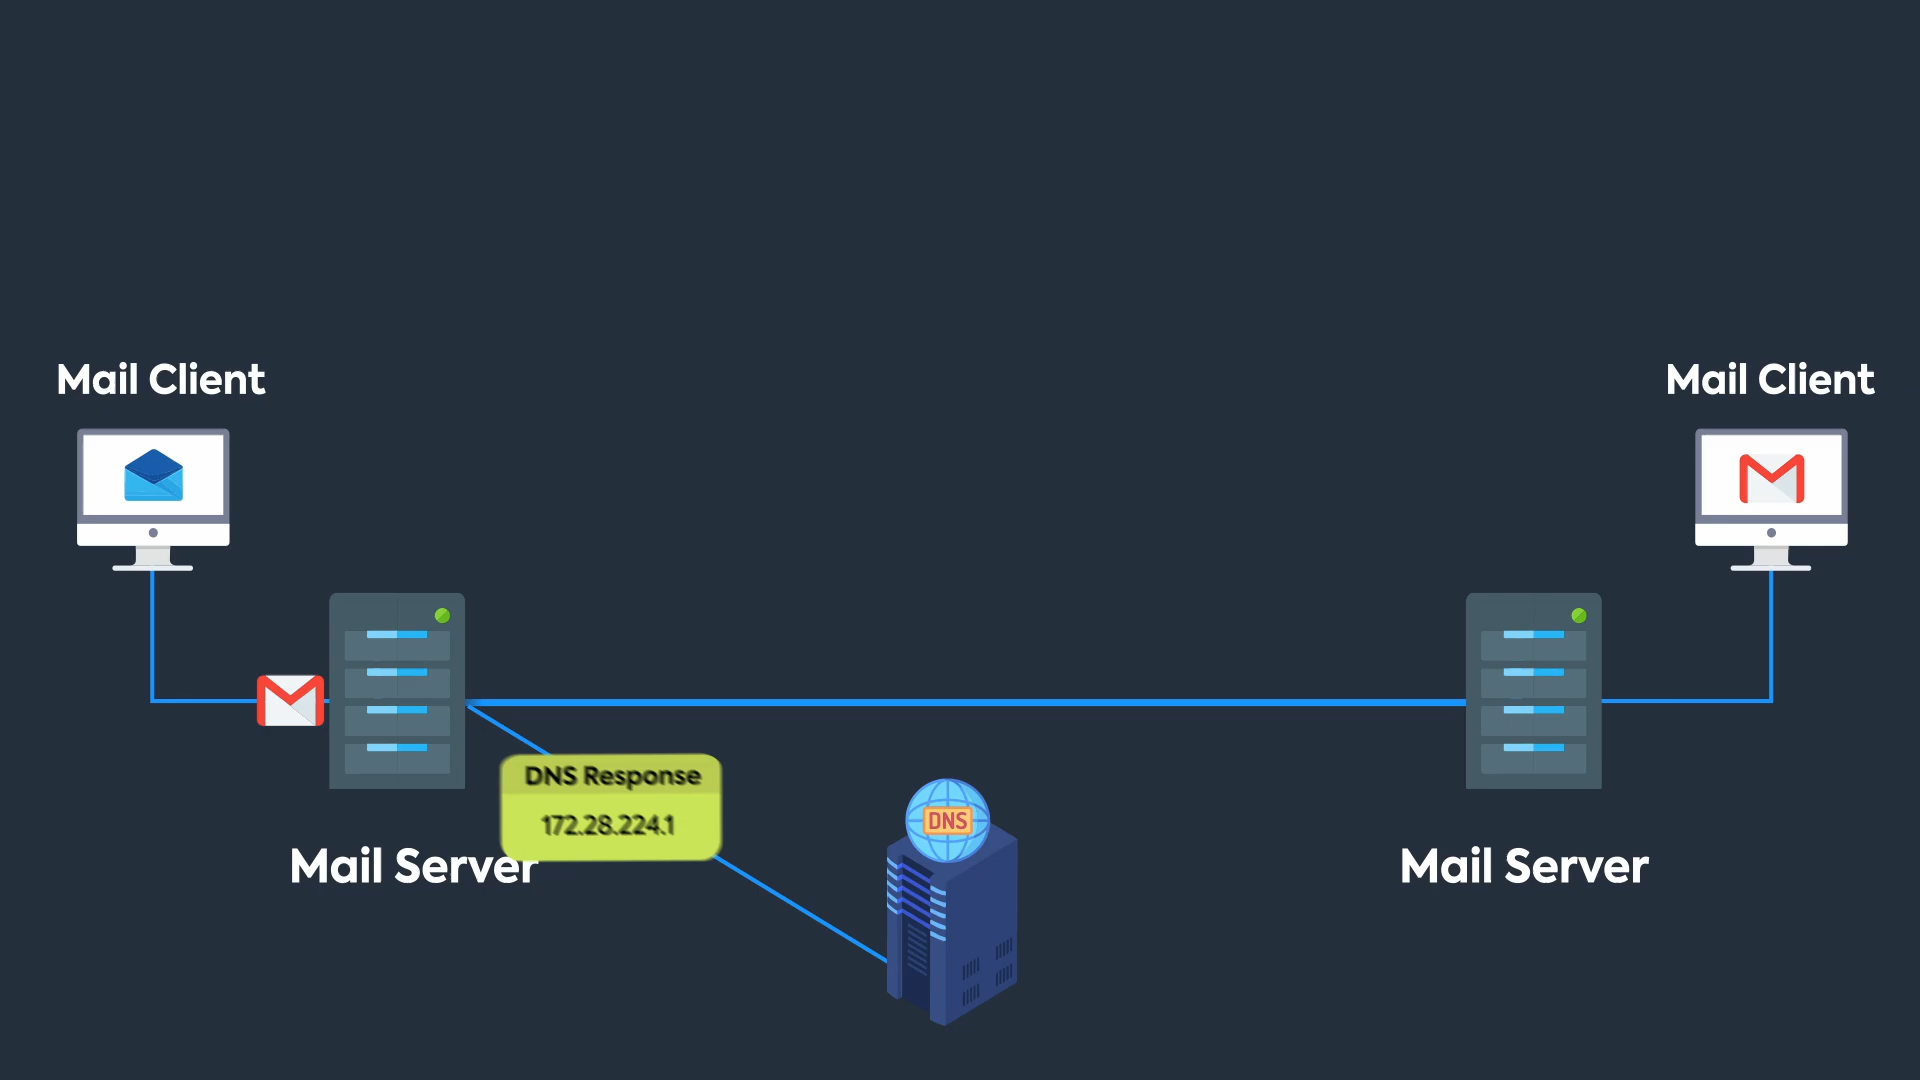 Mail Client
Mail Client
DNS Response
172.28.224.1
DNS
Mail Server
Mail Server